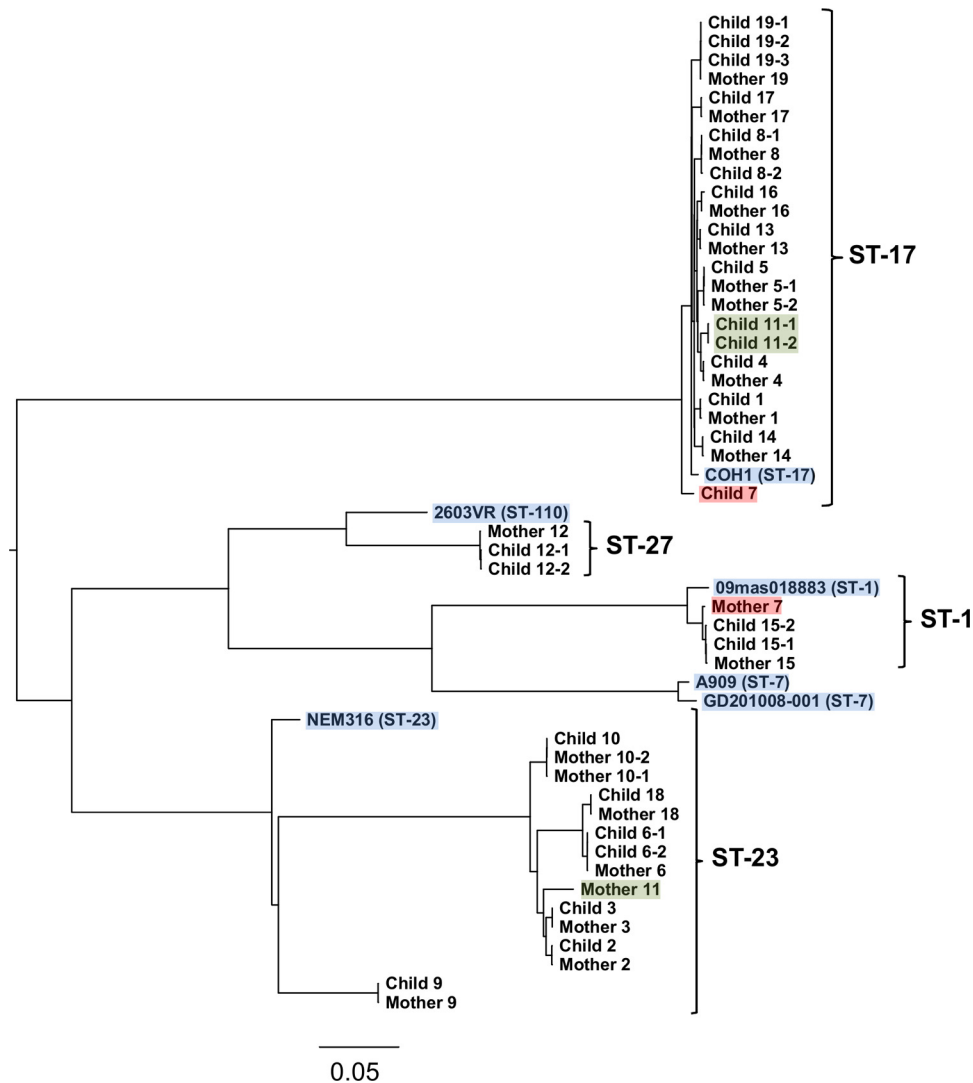 Child 19-1
Child 19-2
Child 19-3
Mother 19
Child 17
Mother 17
Child 8-1
Mother 8
Child 8-2
Child 16
Mother 16
Child 13
Mother 13
ST-17
Child 5
Mother 5-1
Mother 5-2
Child 11-1
Child 11-2
Child 4
Mother 4
Child 1
Mother 1
Child 14
Mother 14
COH1 (ST-17)
Child 7
2603VR (ST-110)
Mother 12
Child 12-1
Child 12-2
ST-27
09mas018883 (ST-1)
Mother 7
Child 15-2
Child 15-1
Mother 15
ST-1
A909 (ST-7)
GD201008-001 (ST-7)
NEM316 (ST-23)
Child 10
Mother 10-2
Mother 10-1
Child 18
Mother 18
Child 6-1
Child 6-2
Mother 6
ST-23
Mother 11
Child 3
Mother 3
Child 2
Mother 2
Child 9
Mother 9
0.05